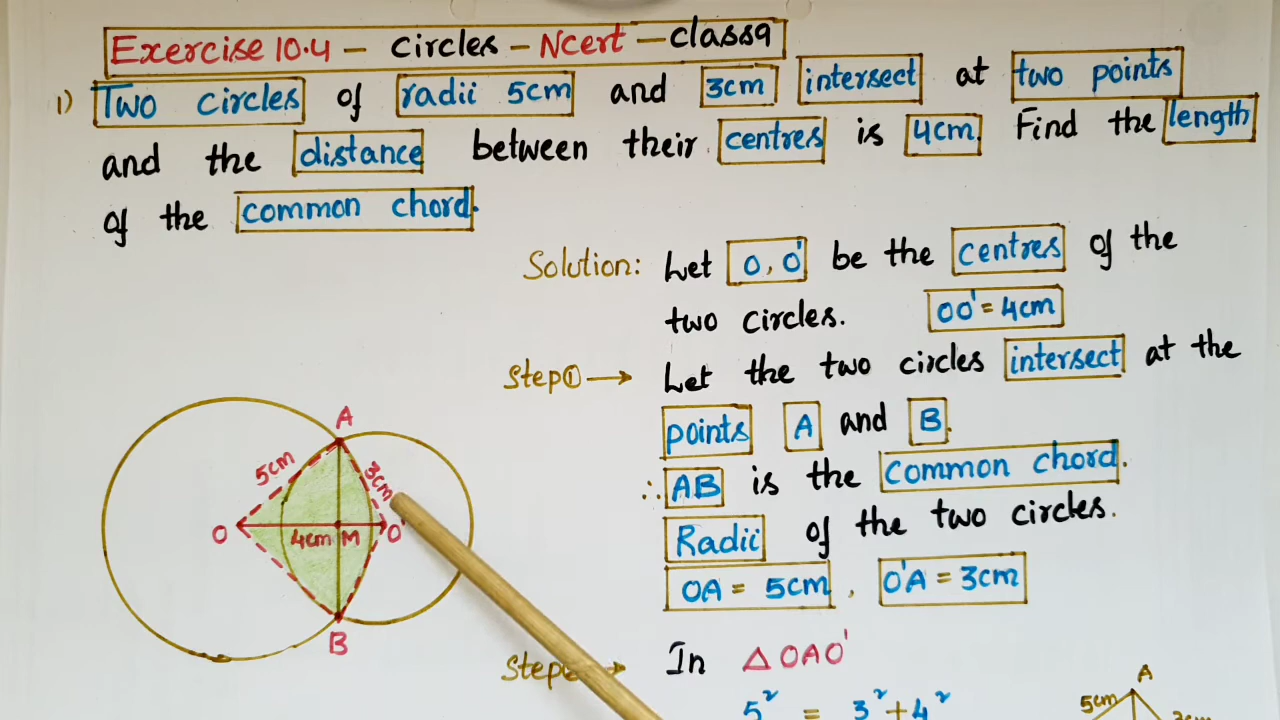 Exercise 10.4 - circles - Ncert - class9
1) Two circles of radii 5cm and 3cm intersect at two points
and the distance between their centres is 4cm. Find the length
of the common chord.
Solution: Let O, O' be the centres of the
two circles. OO' = 4cm
Step① → Let the two circles intersect at the
points A and B.
∴ AB is the common chord.
Radii of the two circles.
OA = 5cm , O'A = 3cm
Step → In △OAO'
5² = 3² + 4²
A
5cm
3cm
O
4cm
M
O'
B
A
5cm
3cm